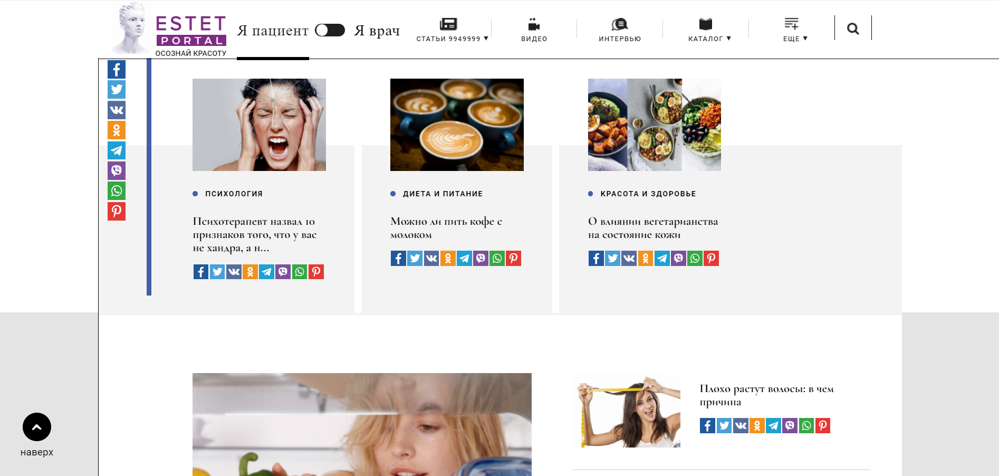 ESTET
PORTAL
ОСОЗНАЙ КРАСОТУ
Я пациент
Я врач
СТАТЬИ 9949999 ▼
ВИДЕО
ИНТЕРВЬЮ
КАТАЛОГ ▼
ЕЩЕ ▼
ПСИХОЛОГИЯ
Психотерапевт назвал 10
признаков того, что у вас
не хандра, а н...
ДИЕТА И ПИТАНИЕ
Можно ли пить кофе с
молоком
КРАСОТА И ЗДОРОВЬЕ
О влиянии вегетарианства
на состояние кожи
Плохо растут волосы: в чем
причина
наверх